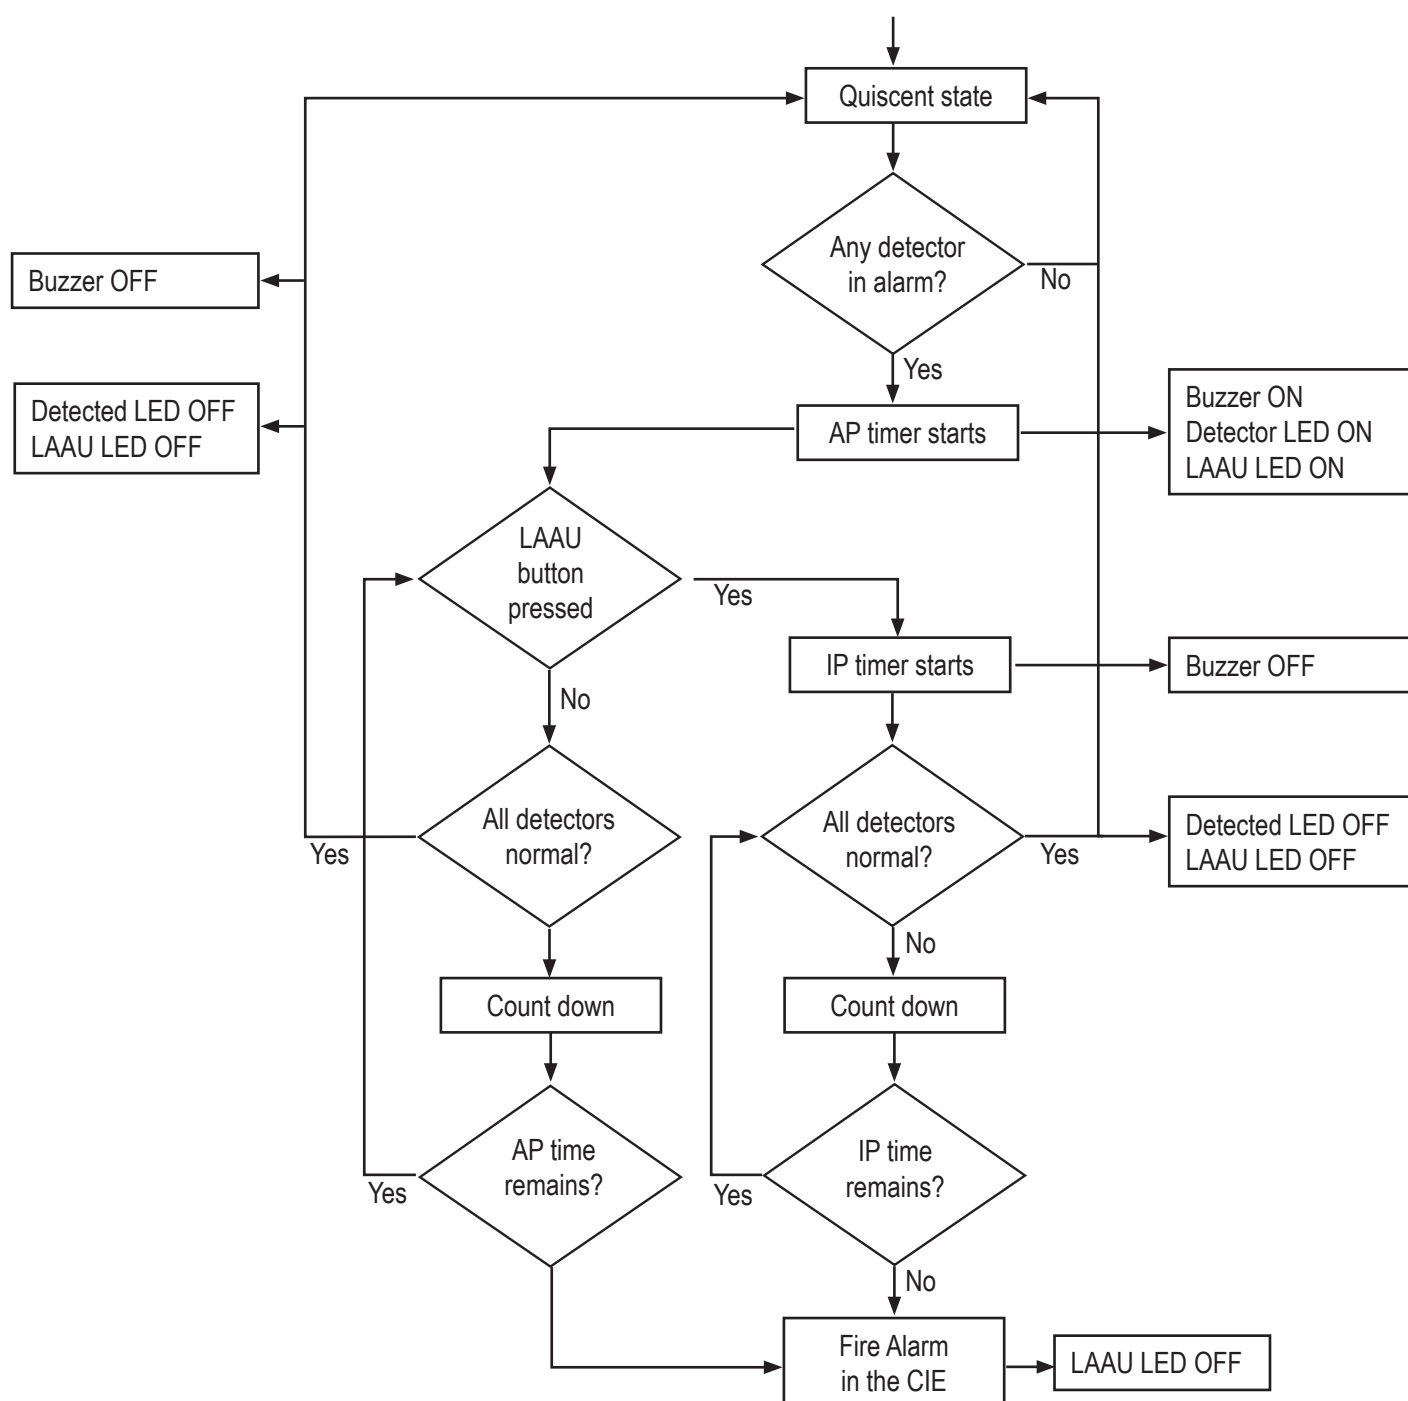 Quiscent state
Any detector
in alarm?
No
Buzzer OFF
Yes
Detected LED OFF
LAAU LED OFF
AP timer starts
Buzzer ON
Detector LED ON
LAAU LED ON
LAAU
button
pressed
Yes
IP timer starts
Buzzer OFF
No
All detectors
normal?
Yes
All detectors
normal?
Yes
Detected LED OFF
LAAU LED OFF
No
Count down
Count down
AP time
remains?
Yes
IP time
remains?
Yes
No
Fire Alarm
in the CIE
LAAU LED OFF